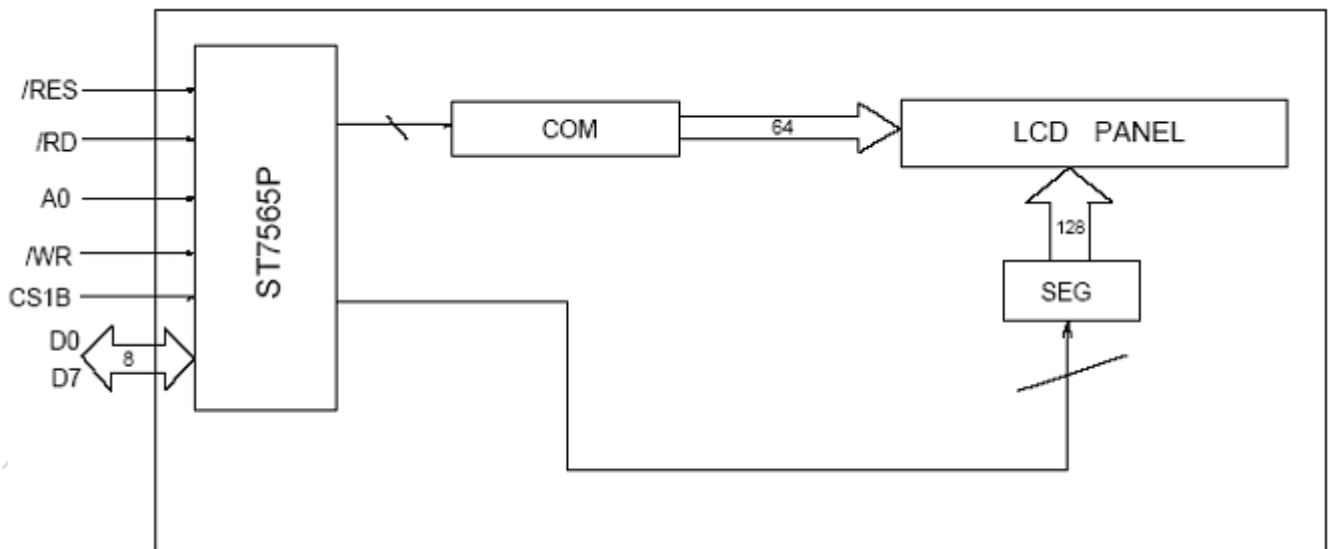 /RES
/RD
A0
/WR
CS1B
D0
D7
8
ST7565P
COM
64
LCD PANEL
128
SEG